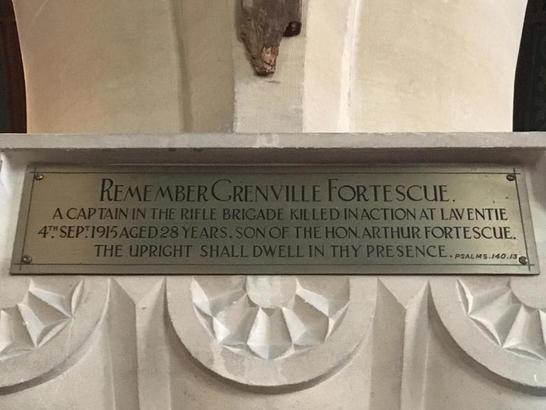 REMEMBER GRENVILLE FORTESCUE.
A CAPTAIN IN THE RIFLE BRIGADE KILLED IN ACTION AT LAVENTIE
4TH SEPT. 1915 AGED 28 YEARS. SON OF THE HON. ARTHUR FORTESCUE.
THE UPRIGHT SHALL DWELL IN THY PRESENCE. PSALMS. 140. 13